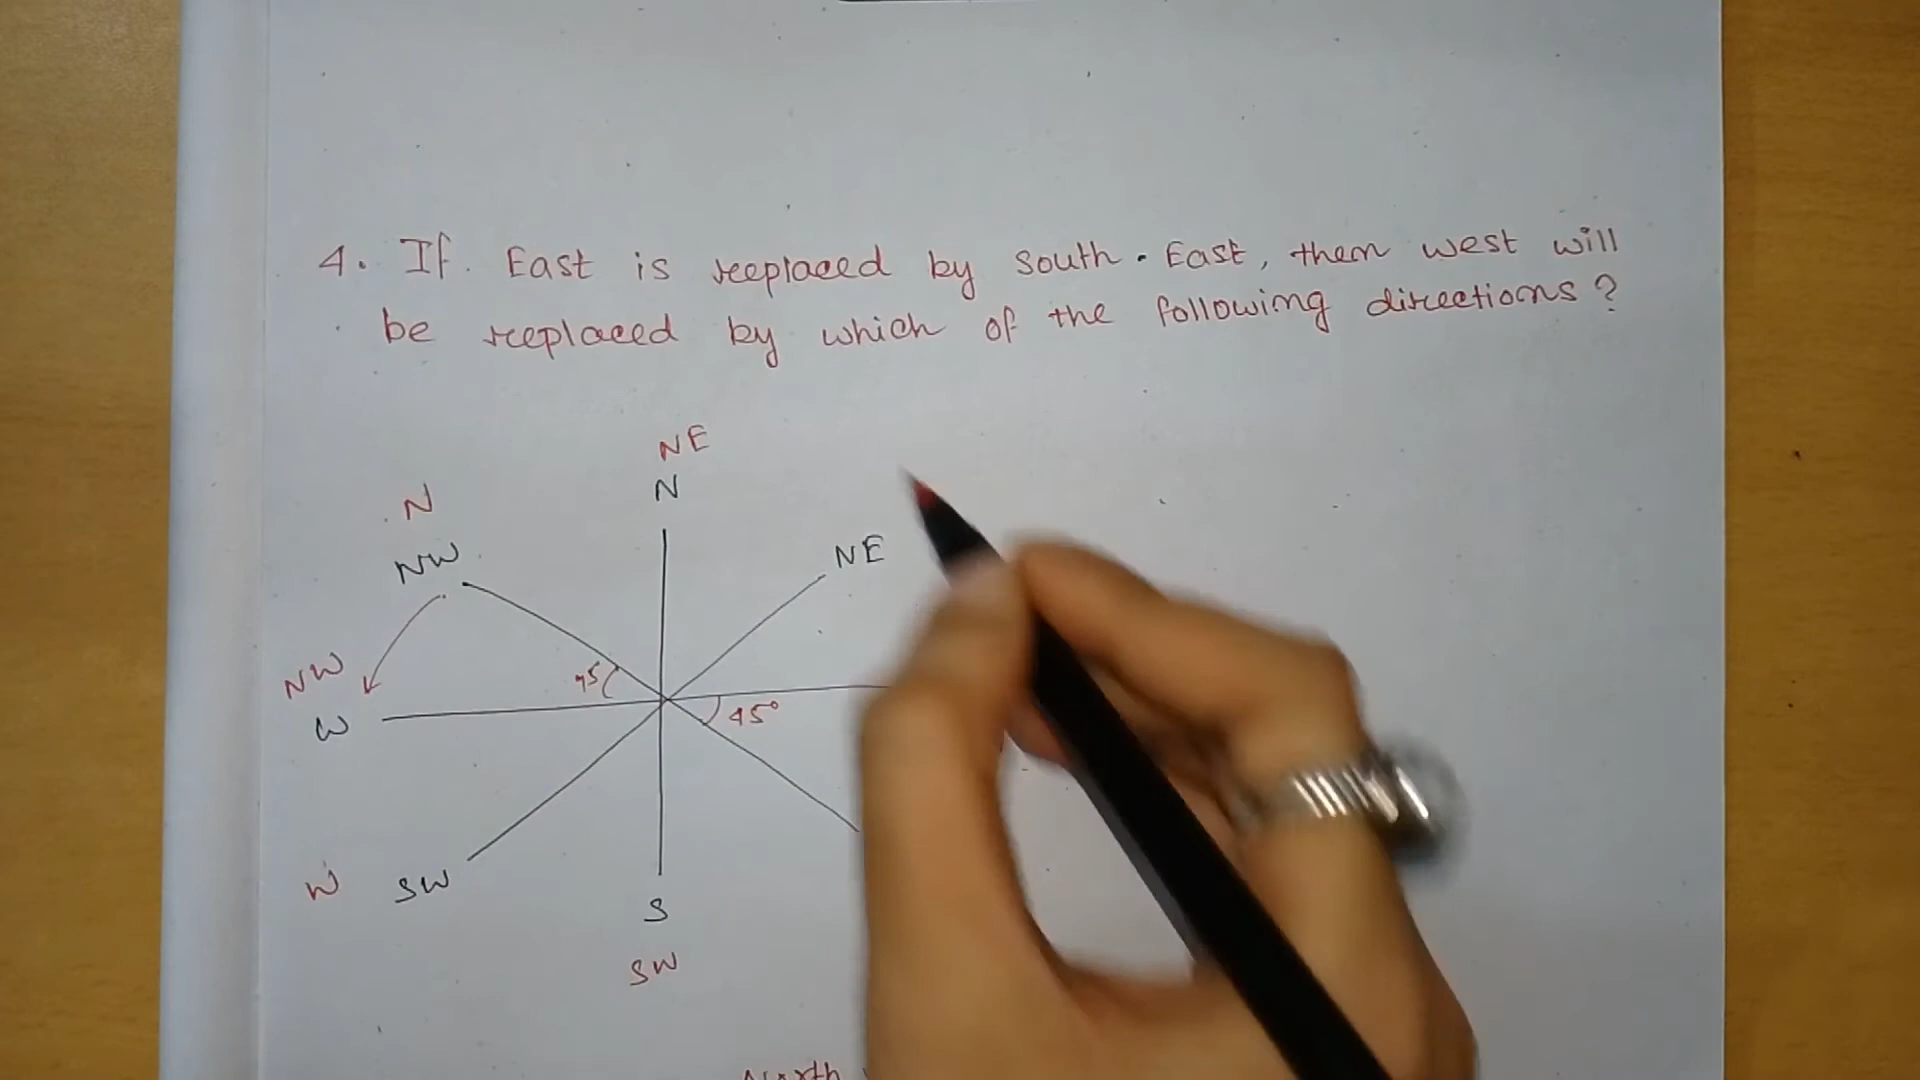 4. If. East is replaced by South-East, then west will
be replaced by which of the following directions?
NE
N
N
NW
NE
NW
W
45
45°
W SW
S
SW
North